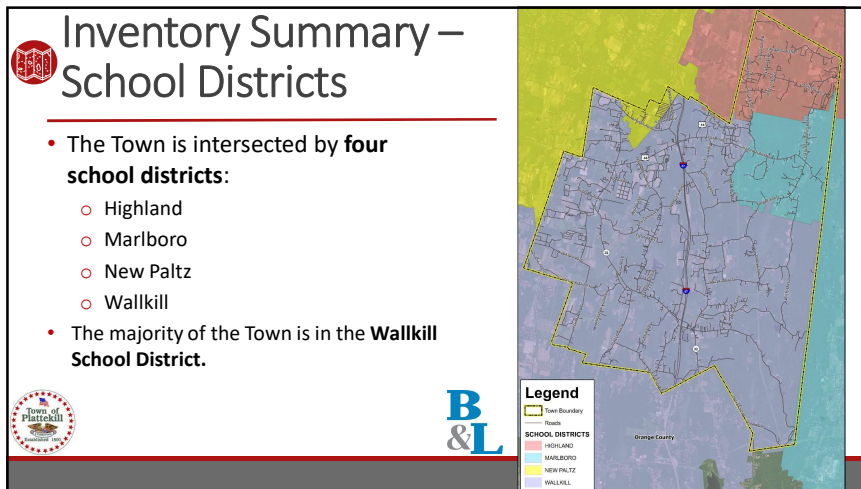 Inventory Summary –
School Districts
• The Town is intersected by four
school districts:
o Highland
o Marlboro
o New Paltz
o Wallkill
• The majority of the Town is in the Wallkill
School District.
Town of
Plattekill
Established 1800
B
&L
Legend
Town Boundary
Roads
SCHOOL DISTRICTS
HIGHLAND
MARLBORO
NEW PALTZ
WALLKILL
Orange County